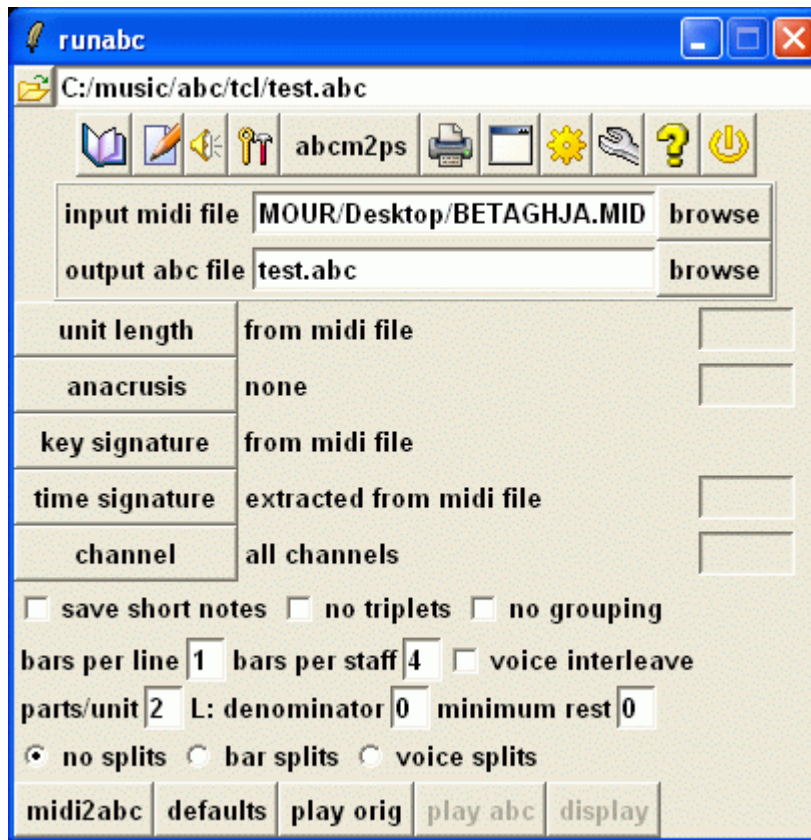 runabc
C:/music/abc/tcl/test.abc
abcm2ps
input midi file MOUR/Desktop/BETAGHJA.MID browse
output abc file test.abc browse
unit length from midi file
anacrusis none
key signature from midi file
time signature extracted from midi file
channel all channels
save short notes no triplets no grouping
bars per line 1 bars per staff 4 voice interleave
parts/unit 2 L: denominator 0 minimum rest 0
no splits bar splits voice splits
midi2abc defaults play orig play abc display